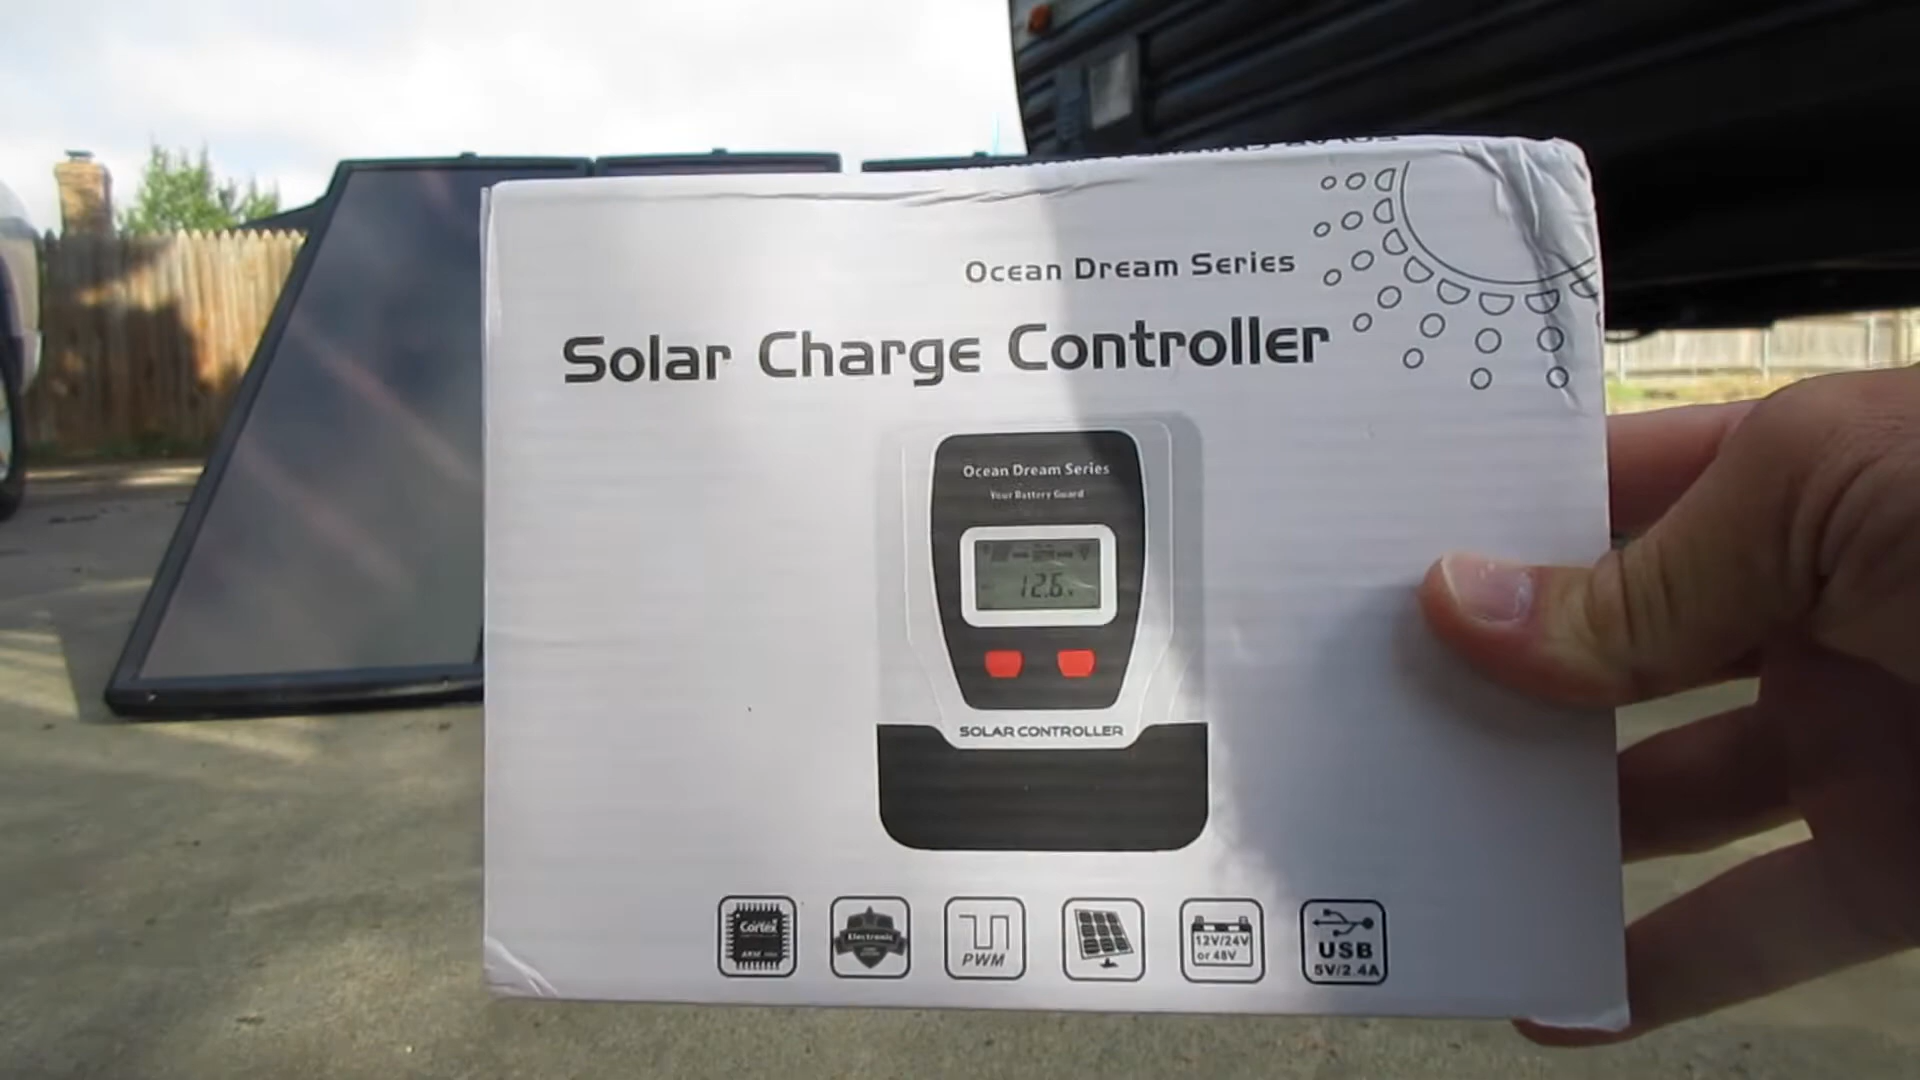 Ocean Dream Series
Solar Charge Controller
Ocean Dream Series
Your Battery Guard
12.6 v
SOLAR CONTROLLER
Cortex
Electronic
PWM
12V/24V
or 48V
USB
5V/2.4A